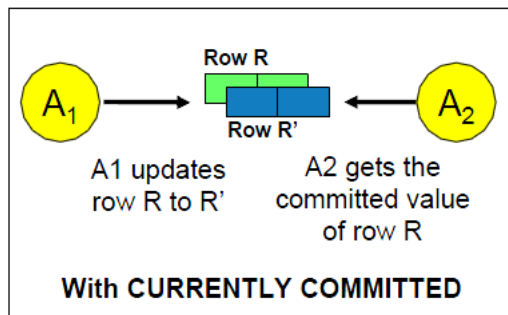 Row R
A1
A2
Row R'
A1 updates
row R to R'
A2 gets the
committed value
of row R
With CURRENTLY COMMITTED